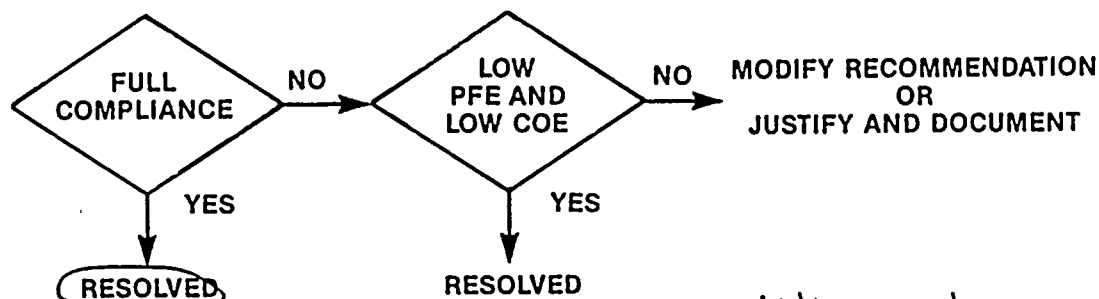 FULL
COMPLIANCE
NO
LOW
PFE AND
LOW COE
NO
MODIFY RECOMMENDATION
OR
JUSTIFY AND DOCUMENT
YES
YES
RESOLVED
RESOLVED